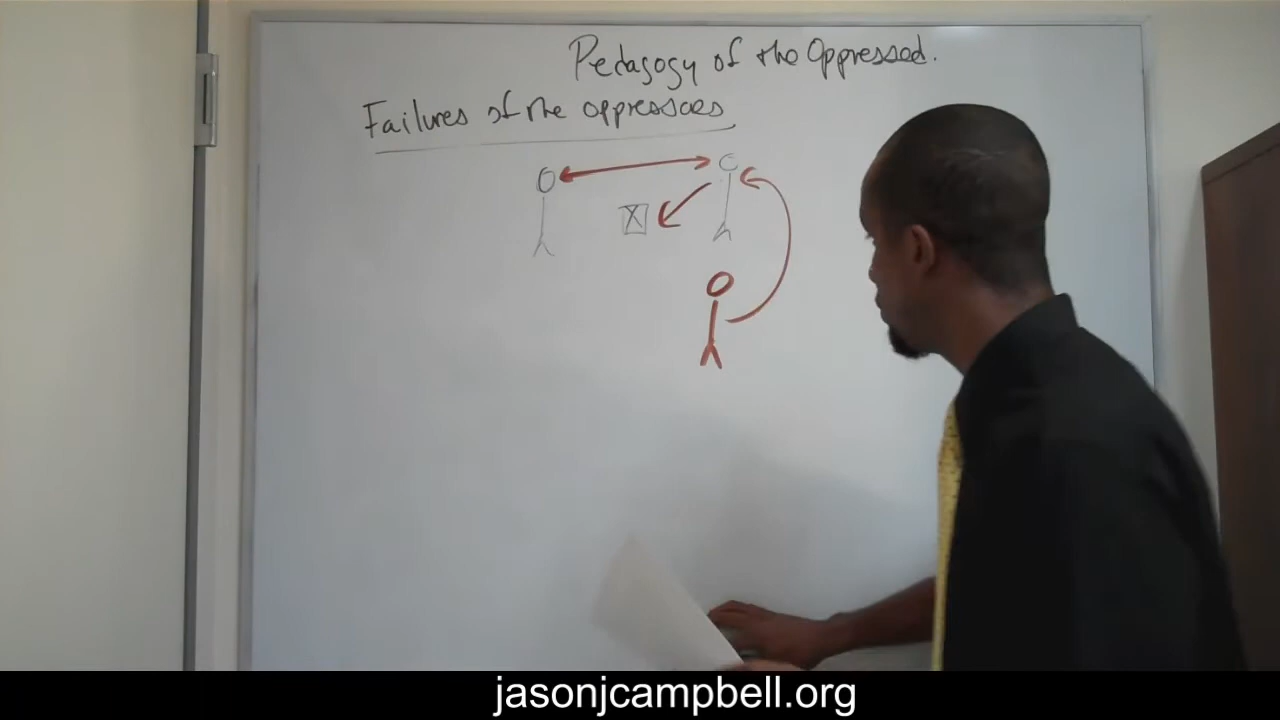 Pedagogy of the Oppressed.
Failures of the oppressors
X
jasonjcampbell.org